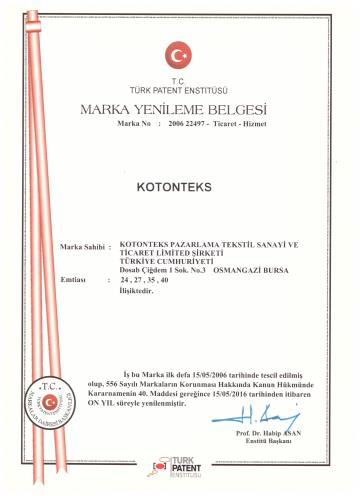 T.C.
TÜRK PATENT ENSTİTÜSÜ
MARKA YENİLEME BELGESİ
Marka No : 2006 22497 - Ticaret - Hizmet
KOTONTEKS
Marka Sahibi : KOTONTEKS PAZARLAMA TEKSTİL SANAYİ VE
TİCARET LİMİTED ŞİRKETİ
TÜRKİYE CUMHURİYETİ
Dosab Çiğdem 1 Sok. No.3 OSMANGAZİ BURSA
Emtiası : 24 , 27 , 35 , 40
İlişiktedir.
İş bu Marka ilk defa 15/05/2006 tarihinde tescil edilmiş
olup, 556 Sayılı Markaların Korunması Hakkında Kanun Hükmünde
Kararnamenin 40. Maddesi gereğince 15/05/2016 tarihinden itibaren
ON YIL süreyle yenilenmiştir.
T.C.
MARKALAR DAİRESİ BAŞKANLIĞI
Prof. Dr. Habip ASAN
Enstitü Başkanı
TÜRK
PATENT
ENSTİTÜSÜ